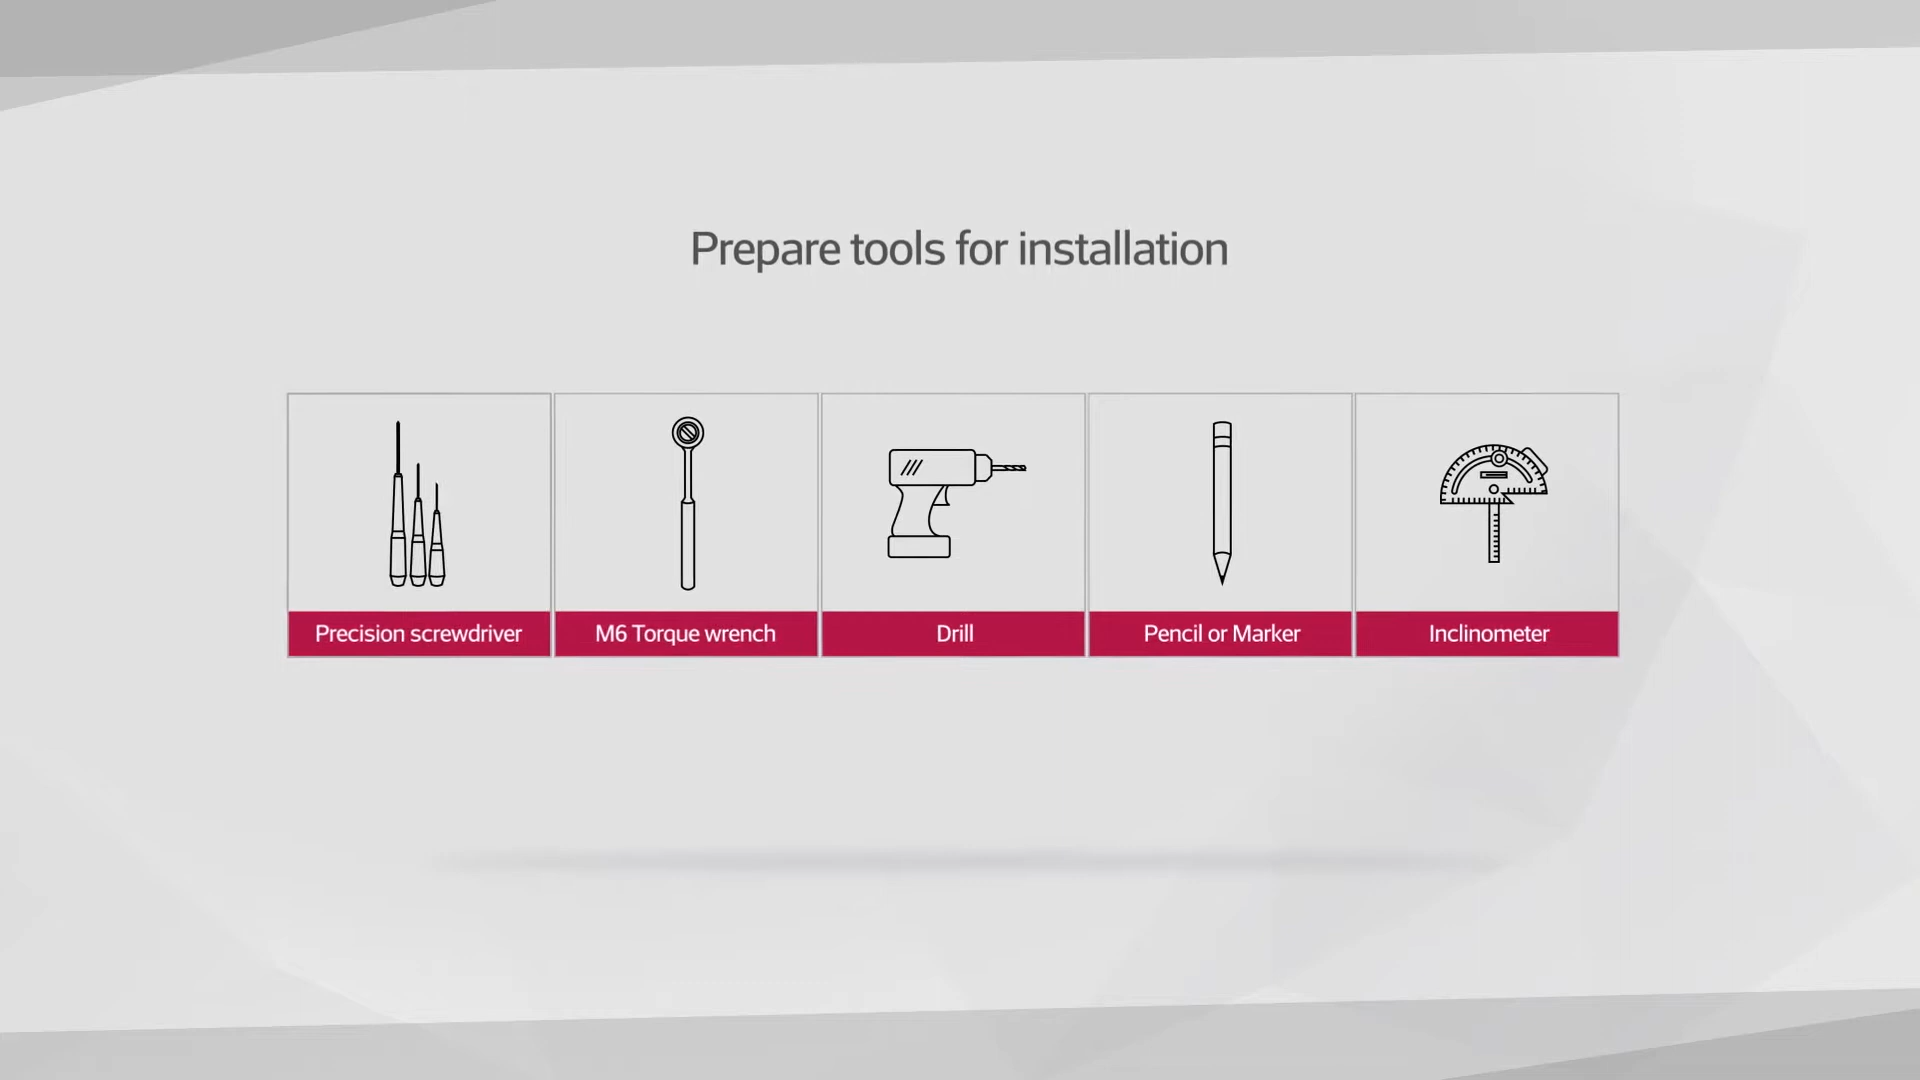 Prepare tools for installation
Precision screwdriver
M6 Torque wrench
Drill
Pencil or Marker
Inclinometer